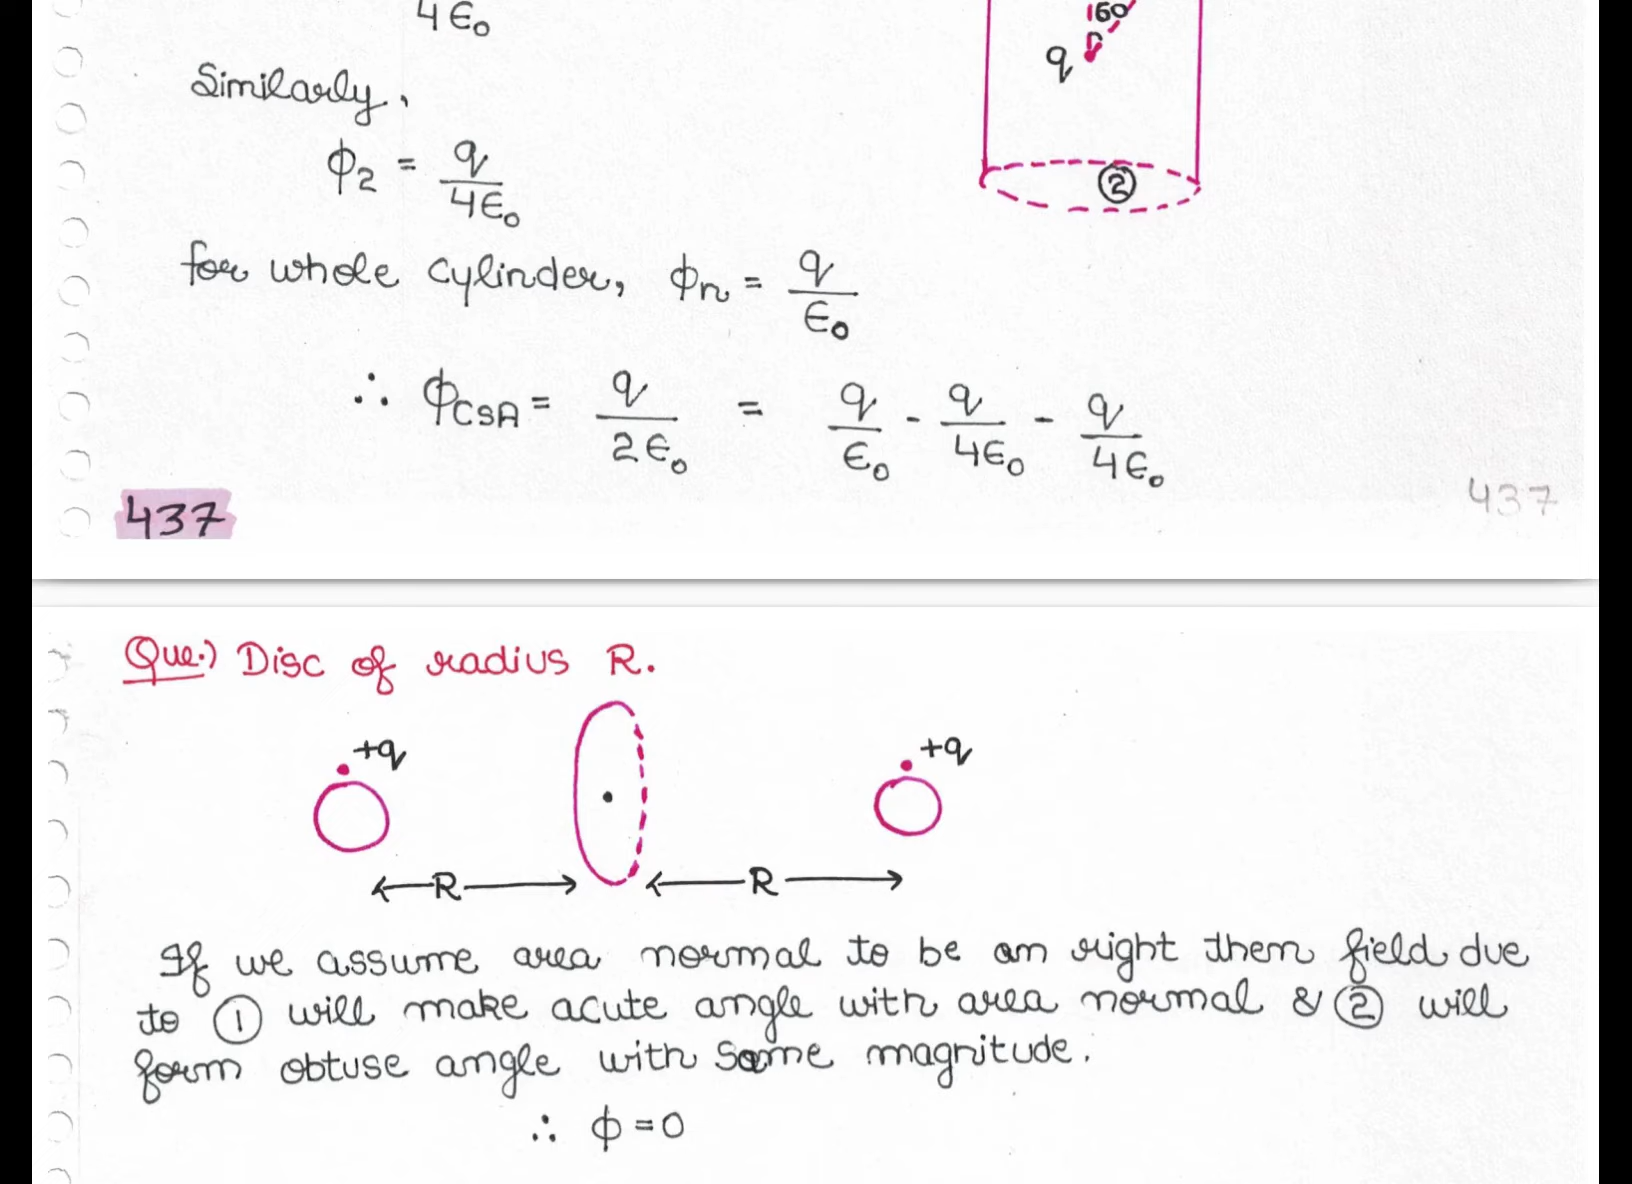 4ϵ₀
160
q
Similarly,
ϕ₂ = q/4ϵ₀
②
for whole cylinder, ϕn = q/ϵ₀
∴ ϕCSA = q/2ϵ₀ = q/ϵ₀ - q/4ϵ₀ - q/4ϵ₀
437
437
Que.) Disc of radius R.
+q +q
R R
If we assume area normal to be on right them field due
to ① will make acute angle with area normal & ② will
form obtuse angle with same magnitude.
∴ ϕ = 0